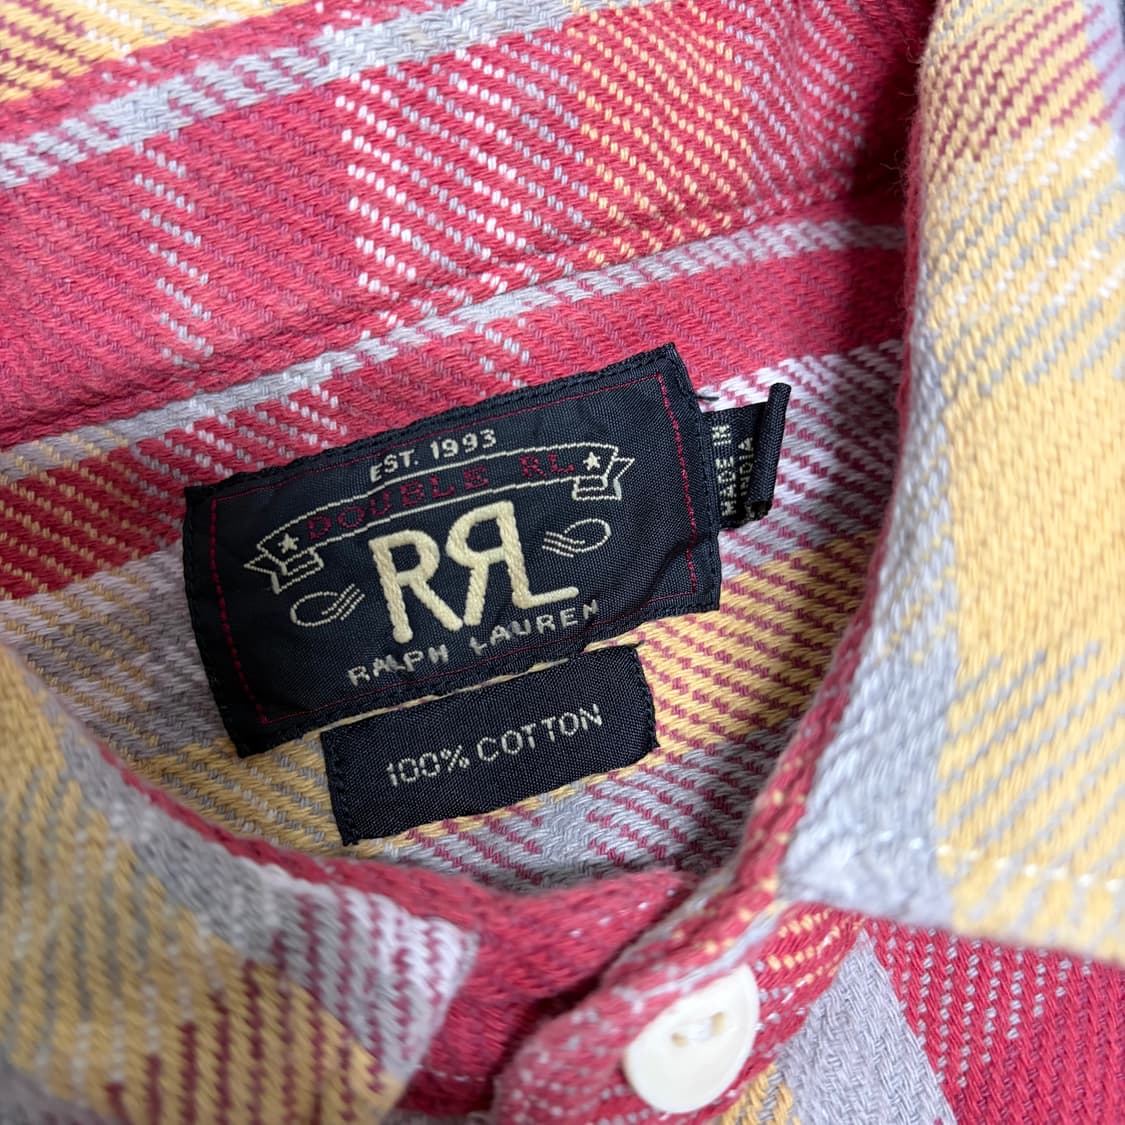 EST. 1993
DOUBLE RL
RRL
RALPH LAUREN
100% COTTON
MADE IN
INDIA